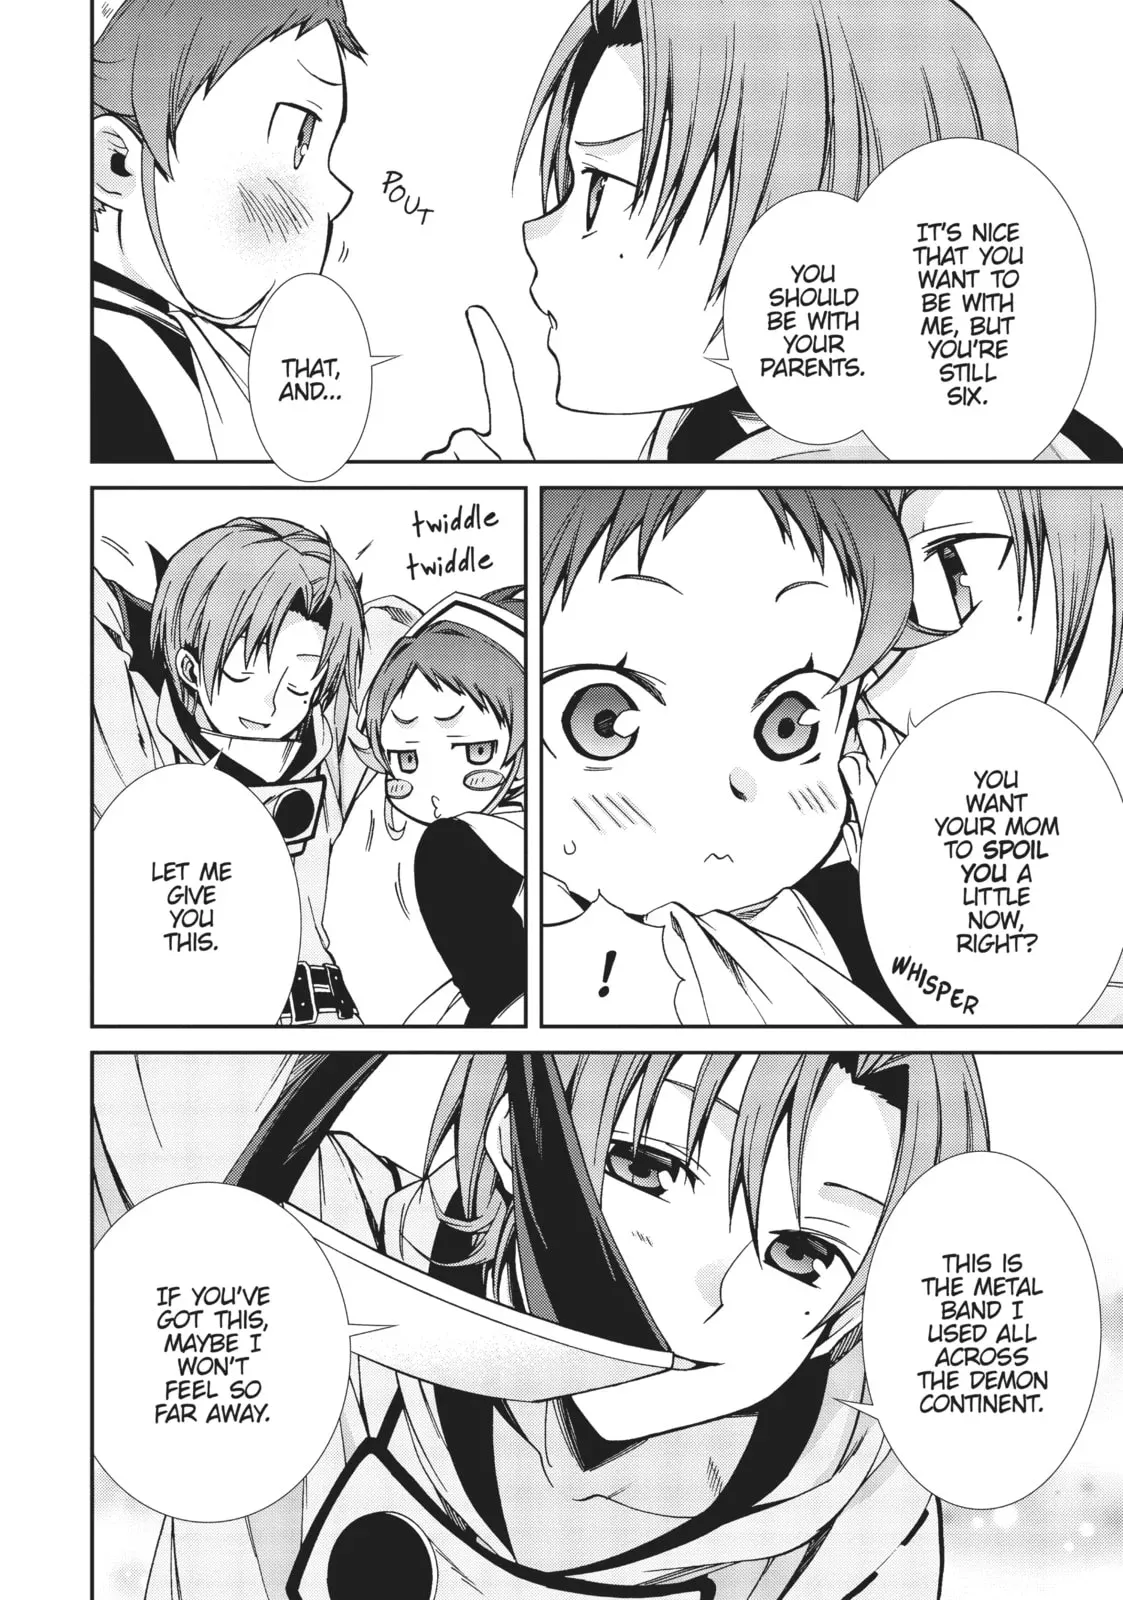 IT'S NICE
THAT YOU
WANT TO
BE WITH
ME, BUT
YOU'RE
STILL
SIX.
YOU
SHOULD
BE WITH
YOUR
PARENTS.
POUT
THAT,
AND...
YOU
WANT
YOUR MOM
TO SPOIL
YOU A
LITTLE
NOW,
RIGHT?
WHISPER
!
twiddle
twiddle
LET ME
GIVE
YOU
THIS.
THIS IS
THE METAL
BAND I
USED ALL
ACROSS
THE DEMON
CONTINENT.
IF YOU'VE
GOT THIS,
MAYBE I
WON'T
FEEL SO
FAR AWAY.